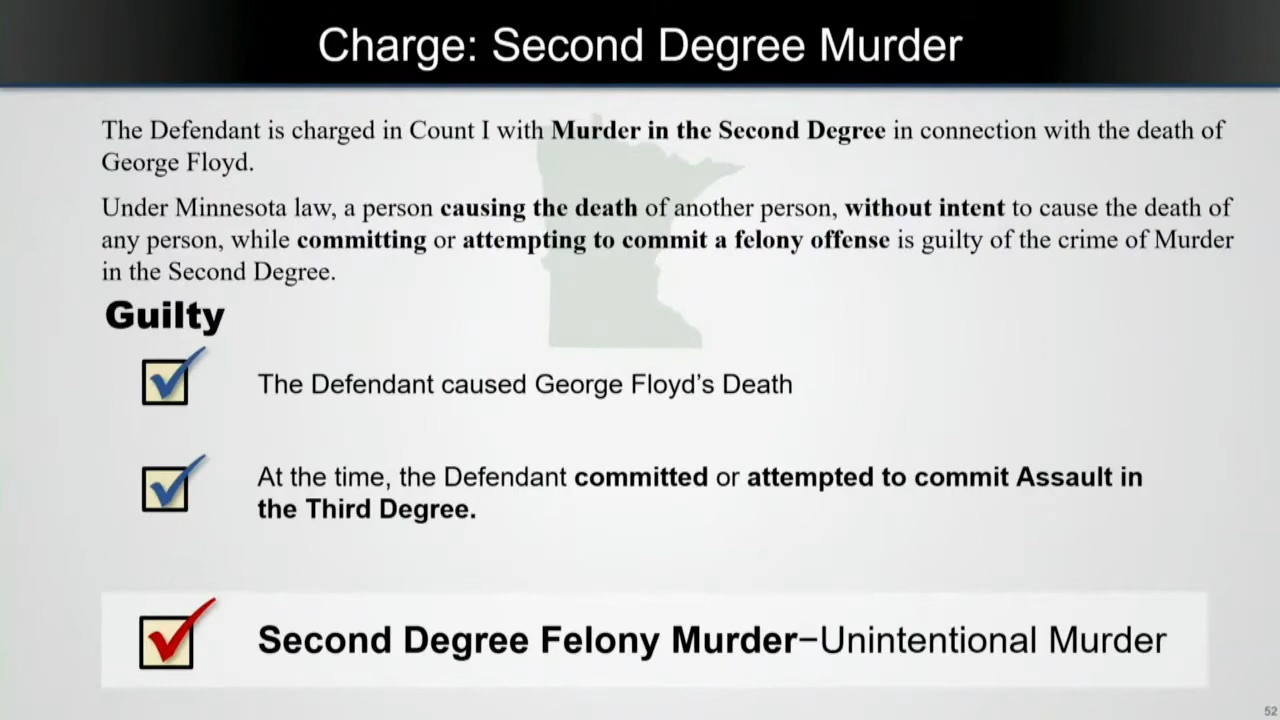 Charge: Second Degree Murder
The Defendant is charged in Count I with Murder in the Second Degree in connection with the death of
George Floyd.
Under Minnesota law, a person causing the death of another person, without intent to cause the death of
any person, while committing or attempting to commit a felony offense is guilty of the crime of Murder
in the Second Degree.
Guilty
The Defendant caused George Floyd’s Death
At the time, the Defendant committed or attempted to commit Assault in
the Third Degree.
Second Degree Felony Murder–Unintentional Murder
52